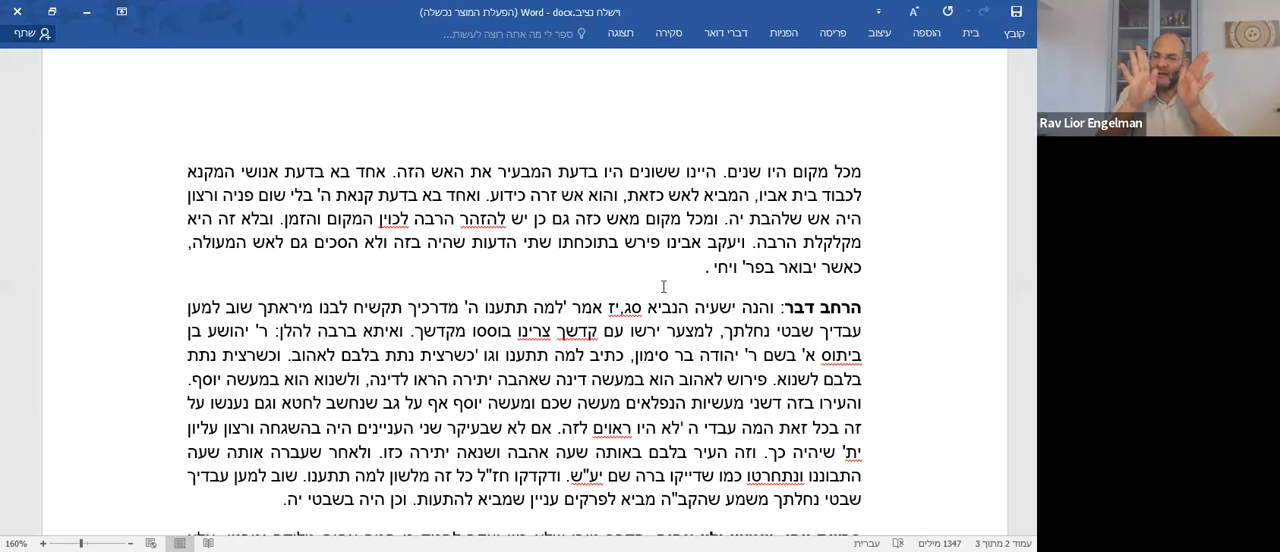 וישלח נציב.docx - Word (הפעלת המוצר נכשלה)
קובץ בית הוספה עיצוב פריסה הפניות דברי דואר סקירה תצוגה ספר לי מה אתה רוצה לעשות... שתף
Rav Lior Engelman
מכל מקום היו שנים. היינו ששונים היו בדעת המבעיר את האש הזה. אחד בא בדעת אנושי המקנא
לכבוד בית אביו, המביא לאש כזאת, והוא אש זרה כידוע. ואחד בא בדעת קנאת ה' בלי שום פניה ורצון
היה אש שלהבת יה. ומכל מקום מאש כזה גם כן יש להזהר הרבה לכוין המקום והזמן. ובלא זה היא
מקלקלת הרבה. ויעקב אבינו פירש בתוכחתו שתי הדעות שהיה בזה ולא הסכים גם לאש המעולה,
כאשר יבואר בפר' ויחי .
הרחב דבר: והנה ישעיה הנביא סג,יז אמר 'למה תתענו ה' מדרכיך תקשיח לבנו מיראתך שוב למען
עבדיך שבטי נחלתך, למצער ירשו עם קדשך צרינו בוססו מקדשך. ואיתא ברבה להלן: ר' יהושע בן
ביתוס א' בשם ר' יהודה בר סימון, כתיב למה תתענו וגו 'כשרצית נתת בלבם לאהוב. וכשרצית נתת
בלבם לשנוא. פירוש לאהוב הוא במעשה דינה שאהבה יתירה הראו לדינה, ולשנוא הוא במעשה יוסף.
והעירו בזה דשני מעשיות הנפלאים מעשה שכם ומעשה יוסף אף על גב שנחשב לחטא וגם נענשו על
זה בכל זאת המה עבדי ה 'לא היו ראוים לזה. אם לא שבעיקר שני הענינים היה בהשגחה ורצון עליון
ית' שיהיה כך. וזה העיר בלבם באותה שעה אהבה ושנאה יתירה כזו. ולאחר שעברה אותה שעה
התבוננו ונתחרטו כמו שדייקו ברה שם יע"ש. ודקדקו חז"ל כל זה מלשון למה תתענו. שוב למען עבדיך
שבטי נחלתך משמע שהקב"ה מביא לפרקים עניין שמביא להתעות. וכן היה בשבטי יה.
עמוד 2 מתוך 3 1347 מילים עברית 160%